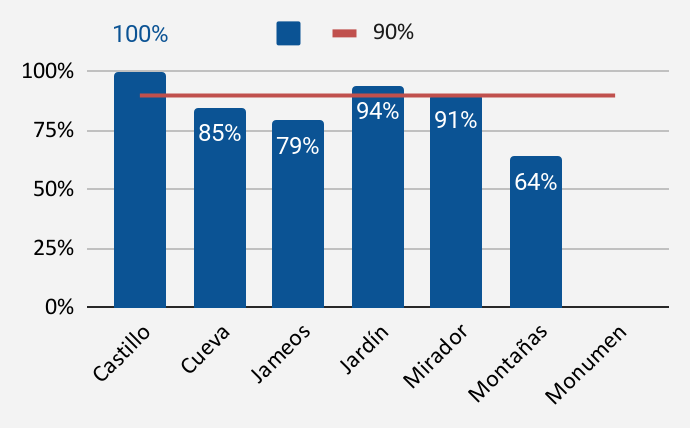 100%
90%
100%
75%
50%
25%
0%
85%
79%
94%
91%
64%
Castillo
Cueva
Jameos
Jardín
Mirador
Montañas
Monumen